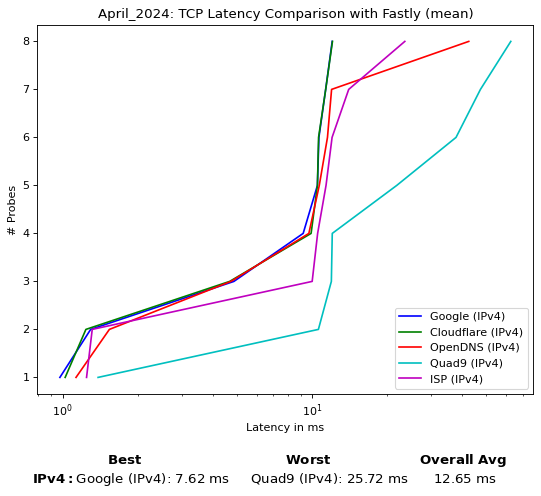 April_2024: TCP Latency Comparison with Fastly (mean)
8
7
6
5
4
3
2
1
# Probes
Google (IPv4)
Cloudflare (IPv4)
OpenDNS (IPv4)
Quad9 (IPv4)
ISP (IPv4)
10⁰ 10¹
Latency in ms
Best Worst Overall Avg
IPv4: Google (IPv4): 7.62 ms Quad9 (IPv4): 25.72 ms 12.65 ms